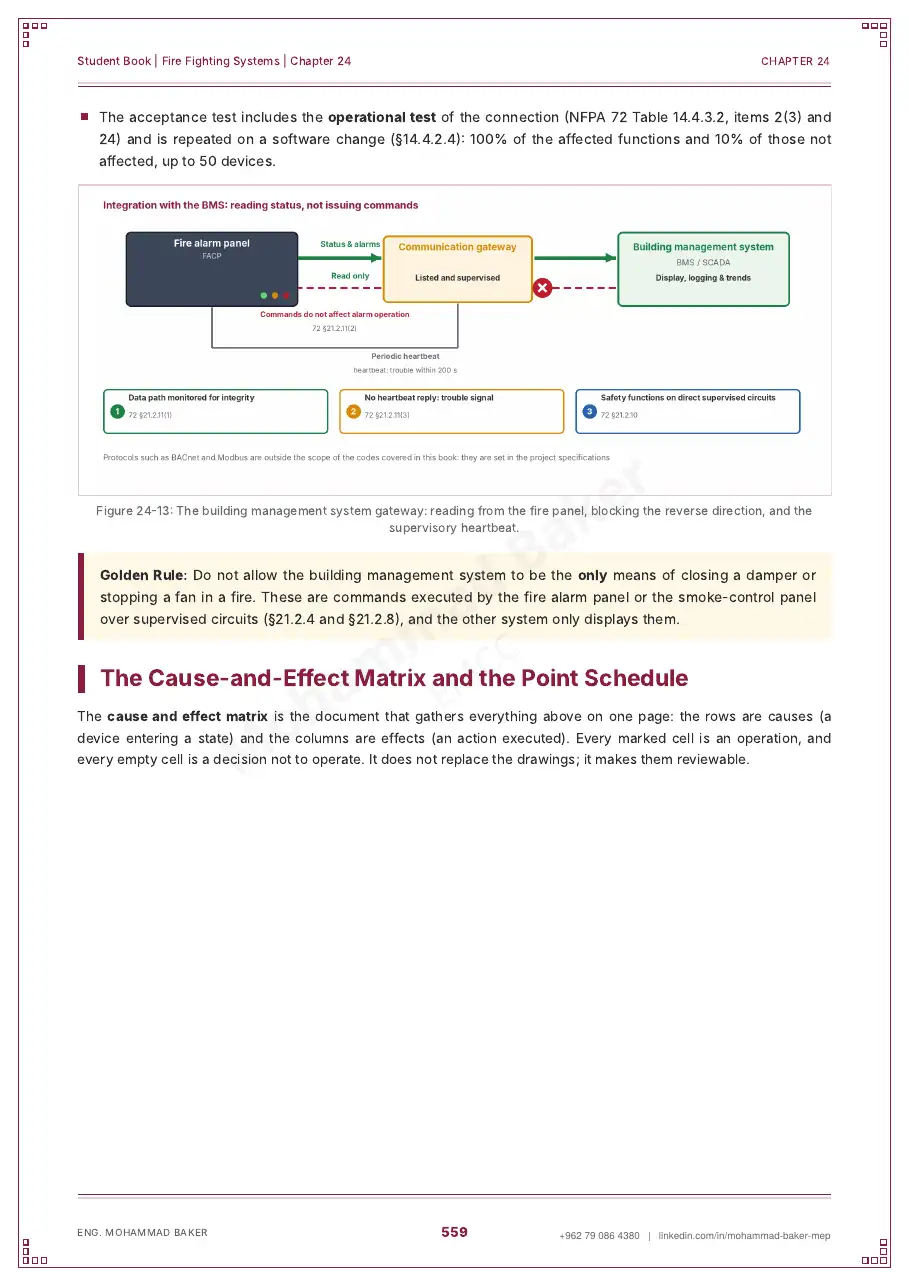 Student Book | Fire Fighting Systems | Chapter 24
CHAPTER 24
The acceptance test includes the operational test of the connection (NFPA 72 Table 14.4.3.2, items 2(3) and
24) and is repeated on a software change (§14.4.2.4): 100% of the affected functions and 10% of those not
affected, up to 50 devices.
Integration with the BMS: reading status, not issuing commands
Fire alarm panel
FACP
Status & alarms
Read only
Communication gateway
Listed and supervised
Building management system
BMS / SCADA
Display, logging & trends
Commands do not affect alarm operation
72 §21.2.11(2)
Periodic heartbeat
heartbeat; trouble within 200 s
1
Data path monitored for integrity
72 §21.2.11(1)
2
No heartbeat reply: trouble signal
72 §21.2.11(3)
3
Safety functions on direct supervised circuits
72 §21.2.10
Protocols such as BACnet and Modbus are outside the scope of the codes covered in this book: they are set in the project specifications
Figure 24-13: The building management system gateway: reading from the fire panel, blocking the reverse direction, and the
supervisory heartbeat.
Golden Rule: Do not allow the building management system to be the only means of closing a damper or
stopping a fan in a fire. These are commands executed by the fire alarm panel or the smoke-control panel
over supervised circuits (§21.2.4 and §21.2.8), and the other system only displays them.
The Cause-and-Effect Matrix and the Point Schedule
The cause and effect matrix is the document that gathers everything above on one page: the rows are causes (a
device entering a state) and the columns are effects (an action executed). Every marked cell is an operation, and
every empty cell is a decision not to operate. It does not replace the drawings; it makes them reviewable.
Mohammad Baker
EMCC
ENG. MOHAMMAD BAKER
559
+962 79 086 4380 | linkedin.com/in/mohammad-baker-mep